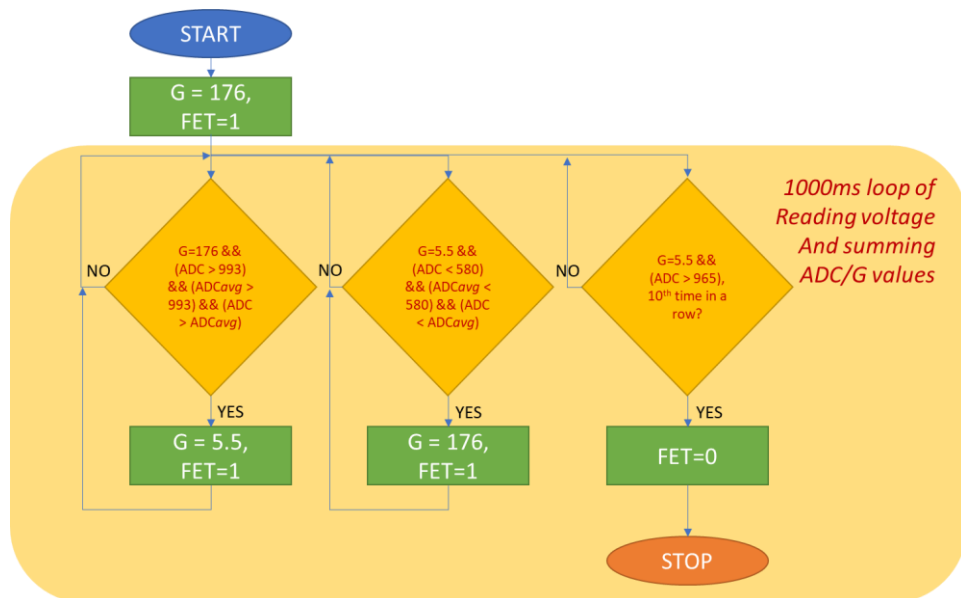 START
G = 176,
FET=1
1000ms loop of
Reading voltage
And summing
ADC/G values
G=176 &&
(ADC > 993)
&& (ADCavg >
993) && (ADC
> ADCavg)
NO
YES
G = 5.5,
FET=1
G=5.5 &&
(ADC < 580)
&& (ADCavg <
580) && (ADC
< ADCavg)
NO
YES
G = 176,
FET=1
G=5.5 &&
(ADC > 965),
10th time in a
row?
NO
YES
FET=0
STOP